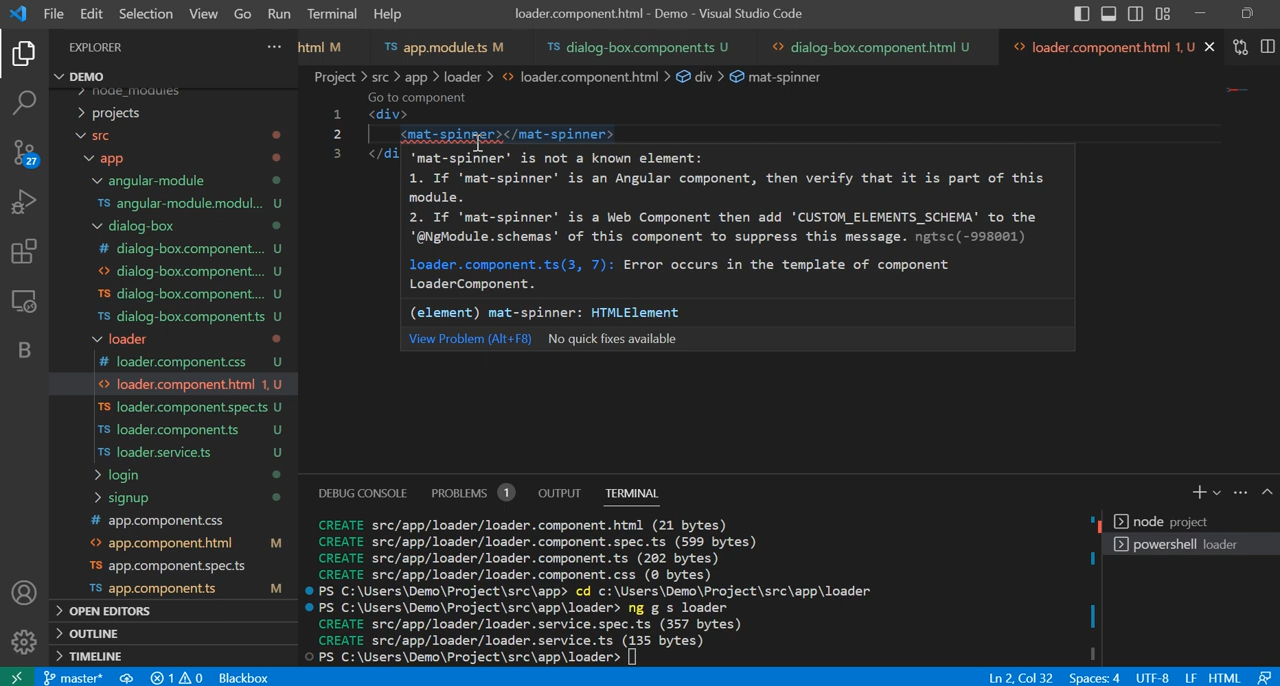 File Edit Selection View Go Run Terminal Help loader.component.html - Demo - Visual Studio Code
EXPLORER ···
html M TS app.module.ts M TS dialog-box.component.ts U <> dialog-box.component.html U <> loader.component.html 1, U
DEMO
node_modules
projects
src
app
angular-module
TS angular-module.modul... U
dialog-box
# dialog-box.component.... U
<> dialog-box.component.... U
TS dialog-box.component.... U
TS dialog-box.component.ts U
loader
# loader.component.css U
<> loader.component.html 1, U
TS loader.component.spec.ts U
TS loader.component.ts U
TS loader.service.ts U
login
signup
# app.component.css
<> app.component.html M
TS app.component.spec.ts
TS app.component.ts M
OPEN EDITORS
OUTLINE
TIMELINE
27
B
Project > src > app > loader > <> loader.component.html > div > mat-spinner
Go to component
1 <div>
2 <mat-spinner></mat-spinner>
3 </di
'mat-spinner' is not a known element:
1. If 'mat-spinner' is an Angular component, then verify that it is part of this
module.
2. If 'mat-spinner' is a Web Component then add 'CUSTOM_ELEMENTS_SCHEMA' to the
'@NgModule.schemas' of this component to suppress this message. ngtsc(-998001)
loader.component.ts(3, 7): Error occurs in the template of component
LoaderComponent.
(element) mat-spinner: HTMLElement
View Problem (Alt+F8) No quick fixes available
DEBUG CONSOLE PROBLEMS 1 OUTPUT TERMINAL
CREATE src/app/loader/loader.component.html (21 bytes)
CREATE src/app/loader/loader.component.spec.ts (599 bytes)
CREATE src/app/loader/loader.component.ts (202 bytes)
CREATE src/app/loader/loader.component.css (0 bytes)
PS C:\Users\Demo\Project\src\app> cd c:\Users\Demo\Project\src\app\loader
PS C:\Users\Demo\Project\src\app\loader> ng g s loader
CREATE src/app/loader/loader.service.spec.ts (357 bytes)
CREATE src/app/loader/loader.service.ts (135 bytes)
PS C:\Users\Demo\Project\src\app\loader>
node project
powershell loader
master* 1 0 Blackbox Ln 2, Col 32 Spaces: 4 UTF-8 LF HTML